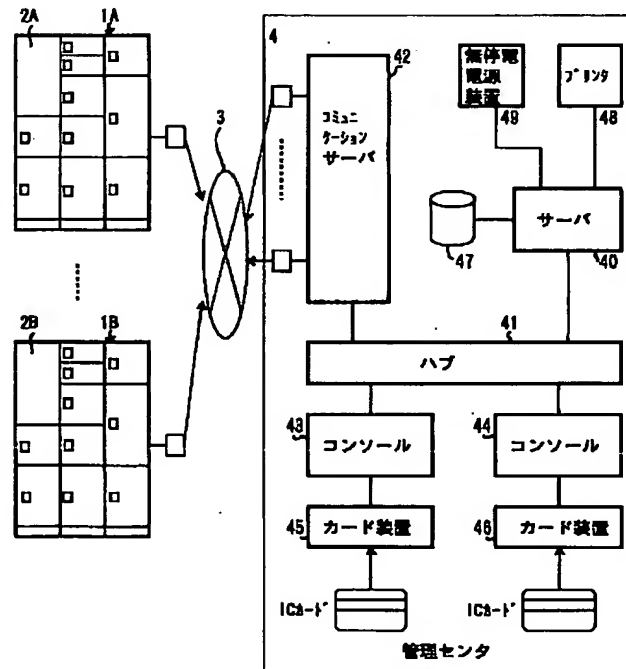 2A
1A
4
42
コミュニ
ケーション
サーバ
無停電
電源
装置
49
プリンタ
48
3
47
サーバ
40
2B
1B
41
ハブ
43
コンソール
44
コンソール
45
カード装置
46
カード装置
ICカード
ICカード
管理センタ